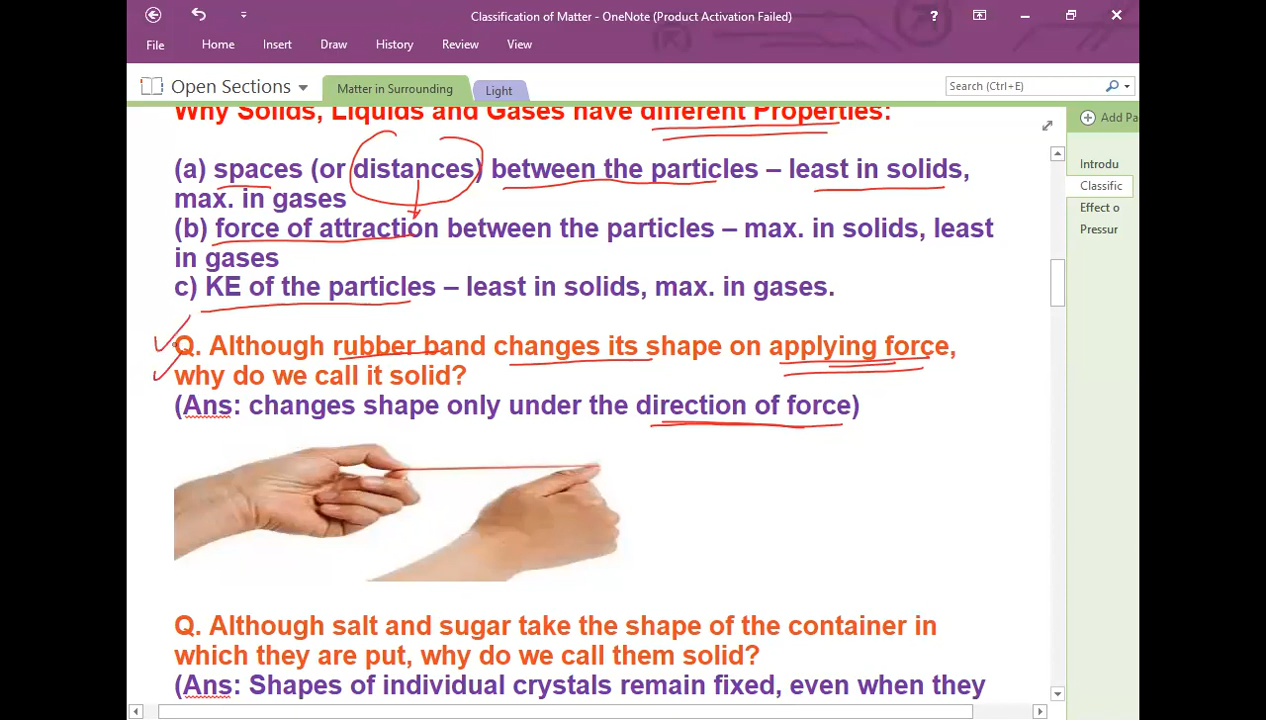 Classification of Matter - OneNote (Product Activation Failed)
?
File Home Insert Draw History Review View
Open Sections Matter in Surrounding Light Search (Ctrl+E)
Add Pa
Introdu
Classific
Effect o
Pressur
Why Solids, Liquids and Gases have different Properties:
(a) spaces (or distances) between the particles – least in solids,
max. in gases
(b) force of attraction between the particles – max. in solids, least
in gases
c) KE of the particles – least in solids, max. in gases.
Q. Although rubber band changes its shape on applying force,
why do we call it solid?
(Ans: changes shape only under the direction of force)
Q. Although salt and sugar take the shape of the container in
which they are put, why do we call them solid?
(Ans: Shapes of individual crystals remain fixed, even when they